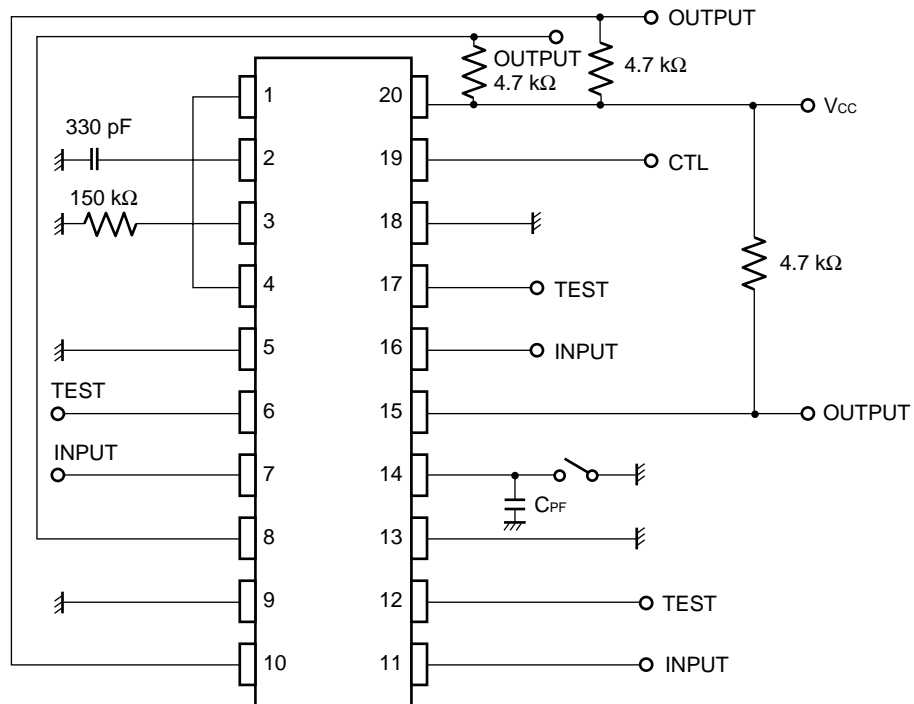 OUTPUT
OUTPUT
4.7 kΩ
4.7 kΩ
1
20
VCC
330 pF
2
19
CTL
150 kΩ
3
18
4.7 kΩ
4
17
TEST
5
16
INPUT
TEST
6
15
OUTPUT
INPUT
7
14
CPF
8
13
9
12
TEST
10
11
INPUT